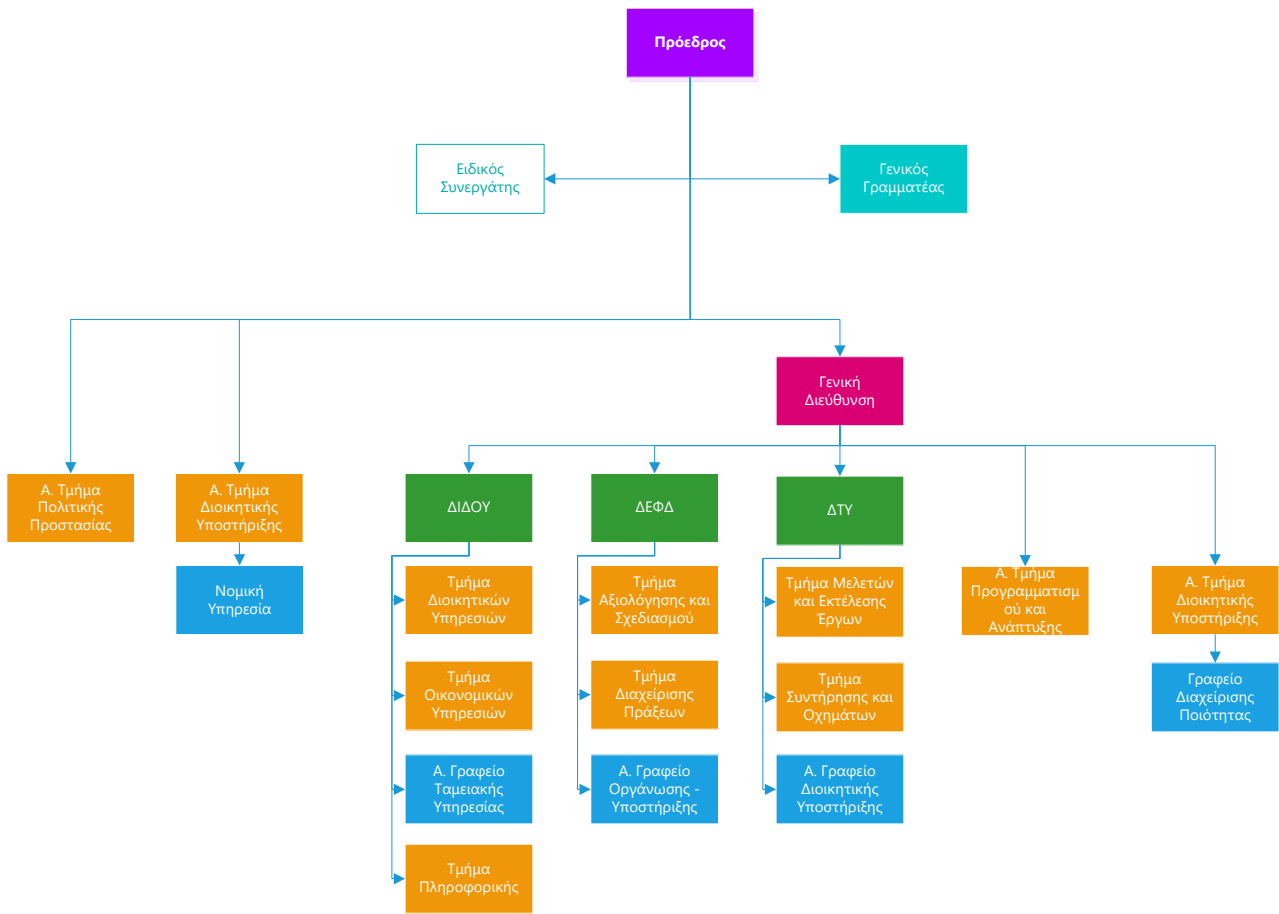 Πρόεδρος
Ειδικός
Συνεργάτης
Γενικός
Γραμματέας
Γενική
Διεύθυνση
Α. Τμήμα
Πολιτικής
Προστασίας
Α. Τμήμα
Διοικητικής
Υποστήριξης
ΔΙΔΟΥ
ΔΕΦΔ
ΔΤΥ
Νομική
Υπηρεσία
Τμήμα
Διοικητικών
Υπηρεσιών
Τμήμα
Αξιολόγησης και
Σχεδιασμού
Τμήμα Μελετών
και Εκτέλεσης
Έργων
Α. Τμήμα
Προγραμματισμ
ού και
Ανάπτυξης
Α. Τμήμα
Διοικητικής
Υποστήριξης
Τμήμα
Οικονομικών
Υπηρεσιών
Τμήμα
Διαχείρισης
Πράξεων
Τμήμα
Συντήρησης και
Οχημάτων
Γραφείο
Διαχείρισης
Ποιότητας
Α. Γραφείο
Ταμειακής
Υπηρεσίας
Α. Γραφείο
Οργάνωσης -
Υποστήριξης
Α. Γραφείο
Διοικητικής
Υποστήριξης
Τμήμα
Πληροφορικής